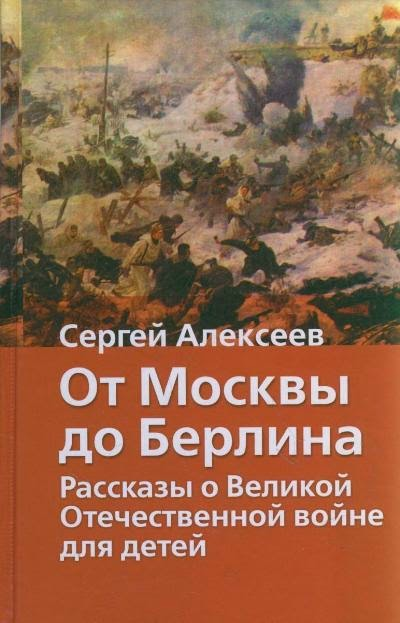 Сергей Алексеев
От Москвы
до Берлина
Рассказы о Великой
Отечественной войне
для детей